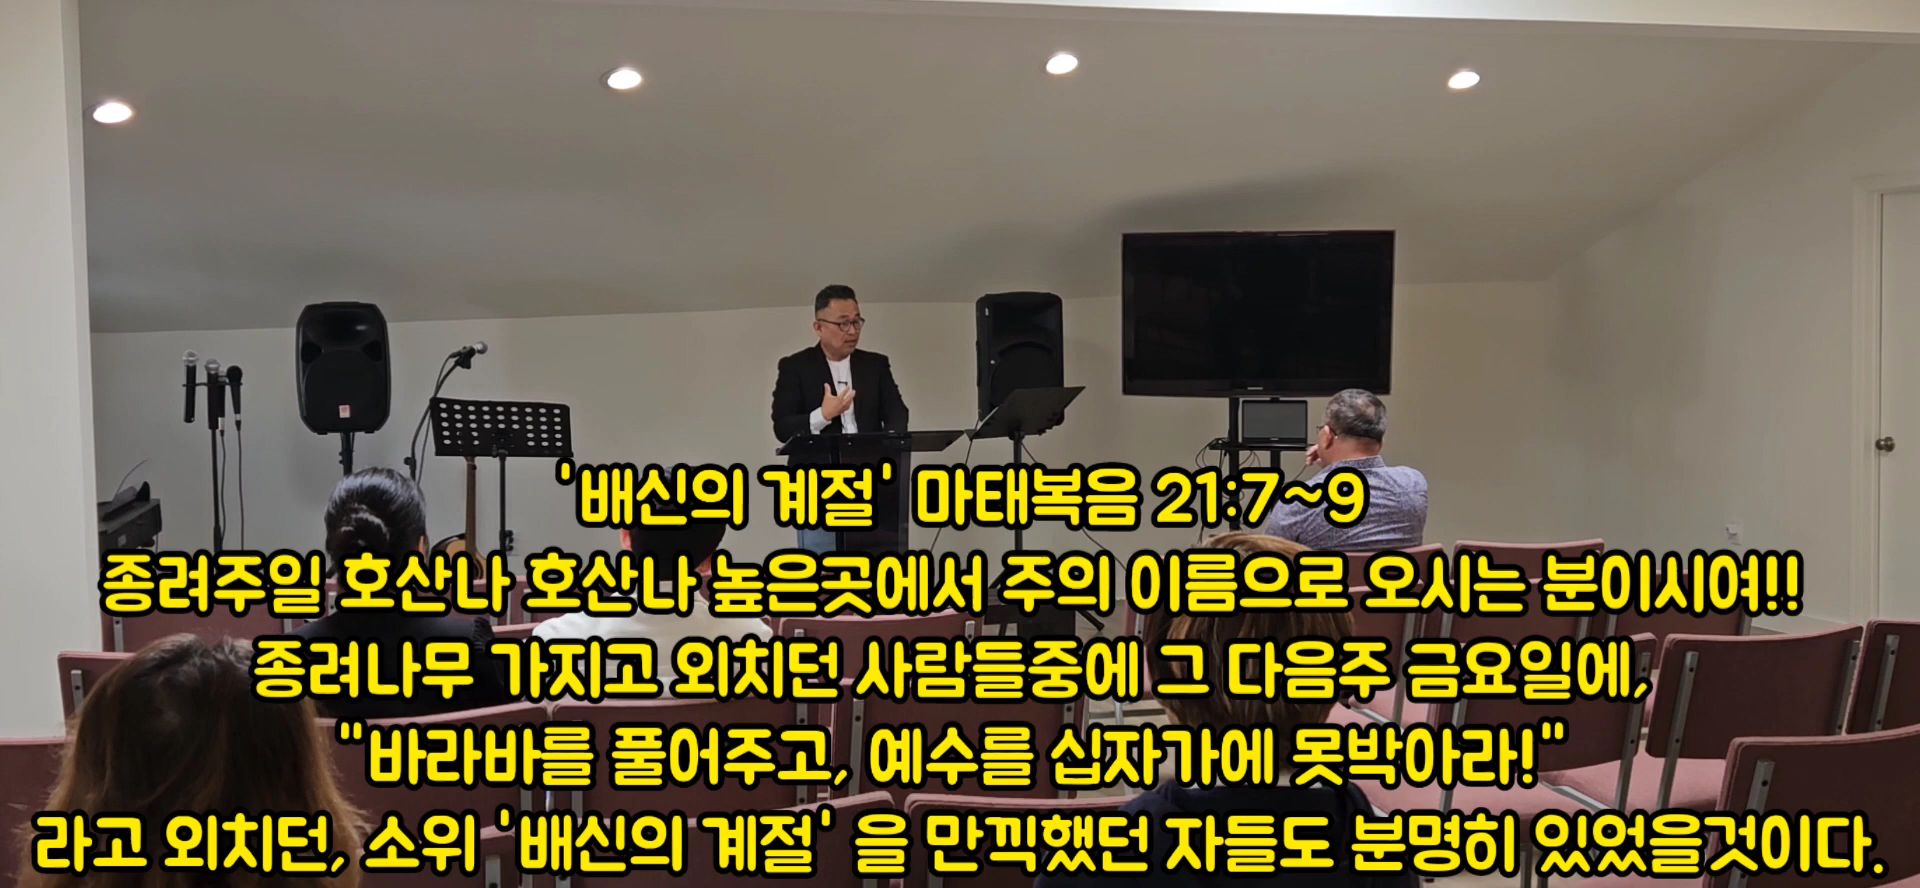 '배신의 계절' 마태복음 21:7~9
종려주일 호산나 호산나 높은곳에서 주의 이름으로 오시는 분이시여!!
종려나무 가지고 외치던 사람들중에 그 다음주 금요일에,
"바라바를 풀어주고, 예수를 십자가에 못박아라!"
라고 외치던, 소위 '배신의 계절' 을 만끽했던 자들도 분명히 있었을것이다.